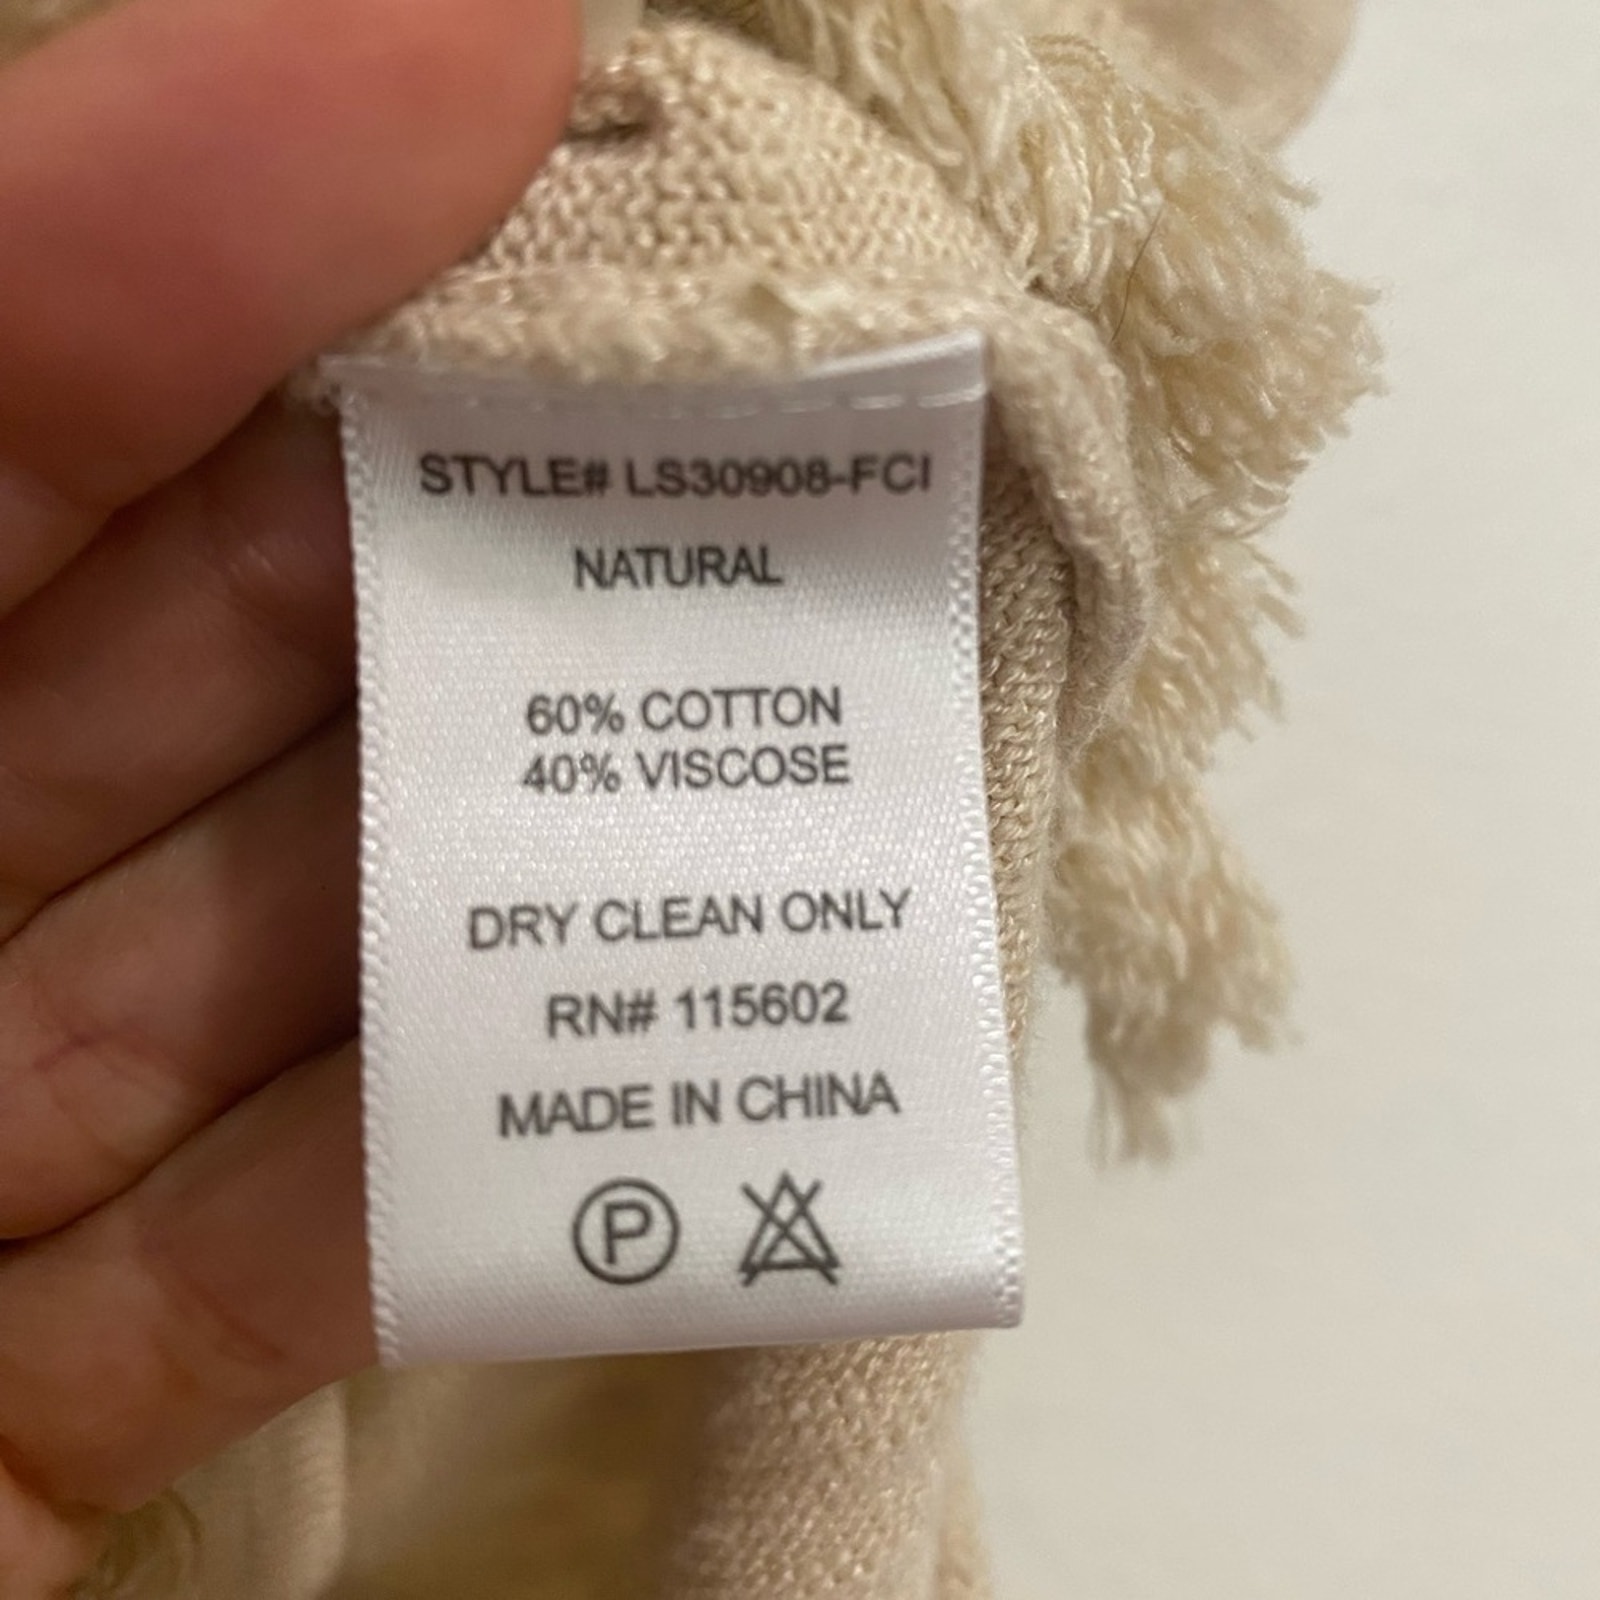 STYLE# LS30908-FCI
NATURAL
60% COTTON
40% VISCOSE
DRY CLEAN ONLY
RN# 115602
MADE IN CHINA
P